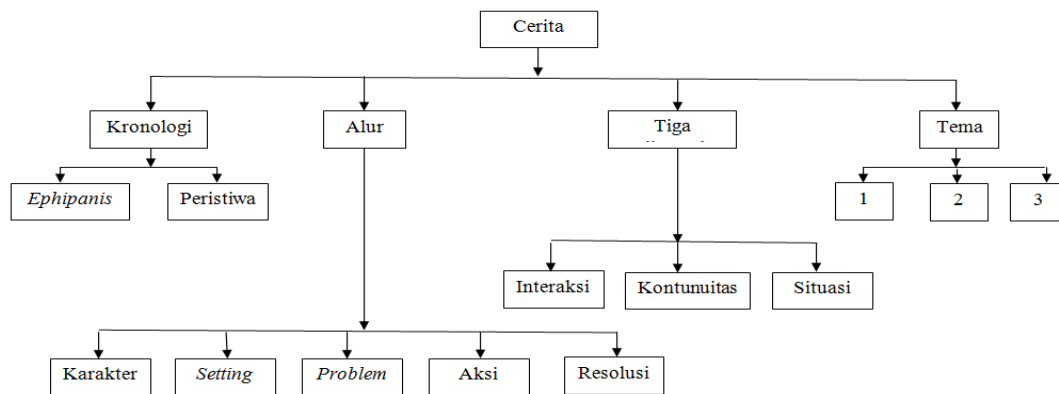 Cerita
Kronologi
Alur
Tiga
Tema
Ephipanis
Peristiwa
1
2
3
Interaksi
Kontunuitas
Situasi
Karakter
Setting
Problem
Aksi
Resolusi